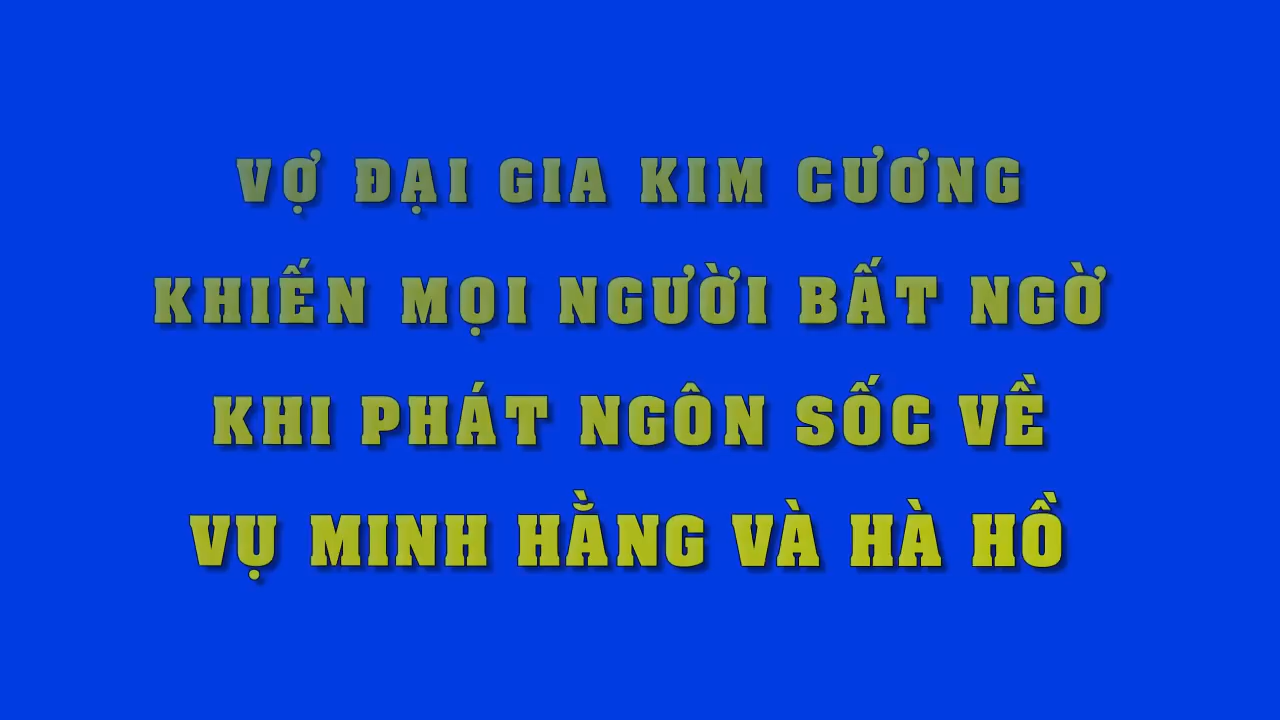 VỢ ĐẠI GIA KIM CƯƠNG
KHIẾN MỌI NGƯỜI BẤT NGỜ
KHI PHÁT NGÔN SỐC VỀ
VỤ MINH HẰNG VÀ HÀ HỒ